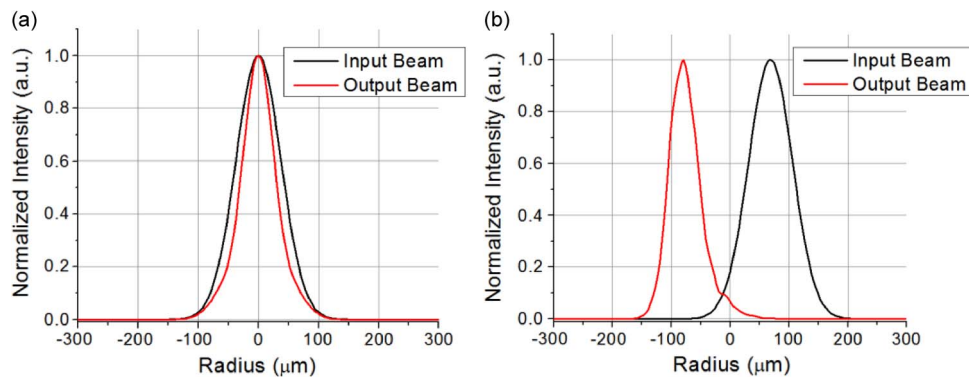 (a)
Normalized Intensity (a.u.)
1.0
0.8
0.6
0.4
0.2
0.0
Input Beam
Output Beam
-300 -200 -100 0 100 200 300
Radius (μm)
(b)
Normalized Intensity (a.u.)
1.0
0.8
0.6
0.4
0.2
0.0
Input Beam
Output Beam
-300 -200 -100 0 100 200 300
Radius (μm)